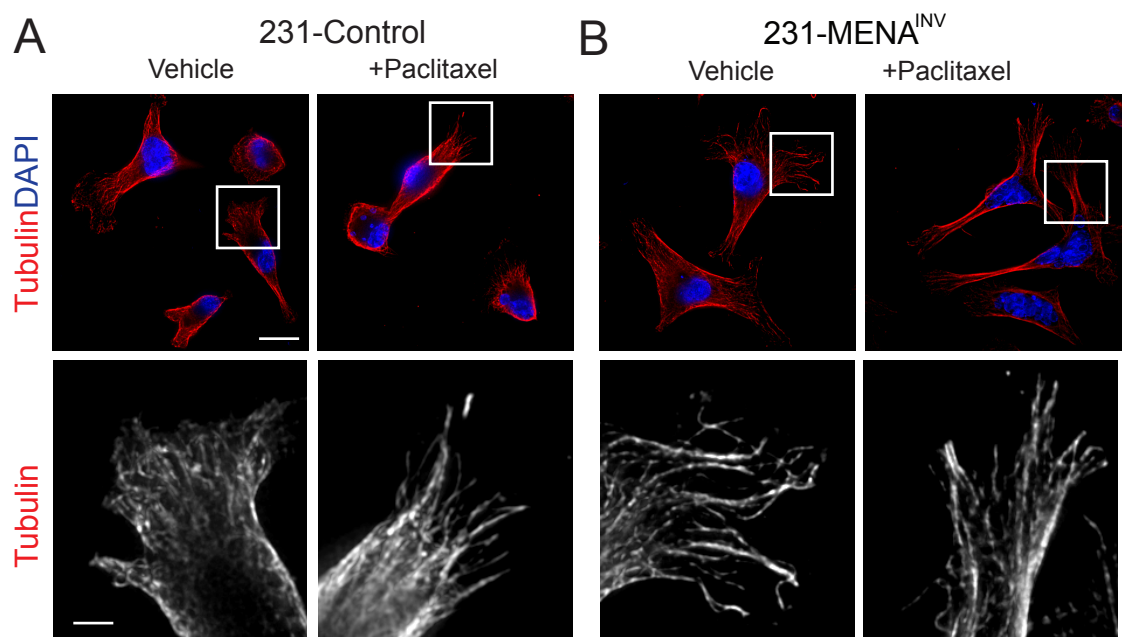 A
231-Control
B
231-MENA^INV
Vehicle
+Paclitaxel
Vehicle
+Paclitaxel
TubulinDAPI
Tubulin